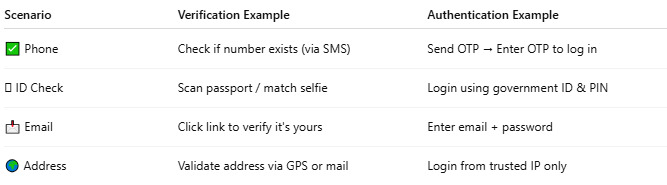 Scenario Verification Example Authentication Example
✅ Phone Check if number exists (via SMS) Send OTP → Enter OTP to log in
▯ ID Check Scan passport / match selfie Login using government ID & PIN
📩 Email Click link to verify it's yours Enter email + password
🌍 Address Validate address via GPS or mail Login from trusted IP only